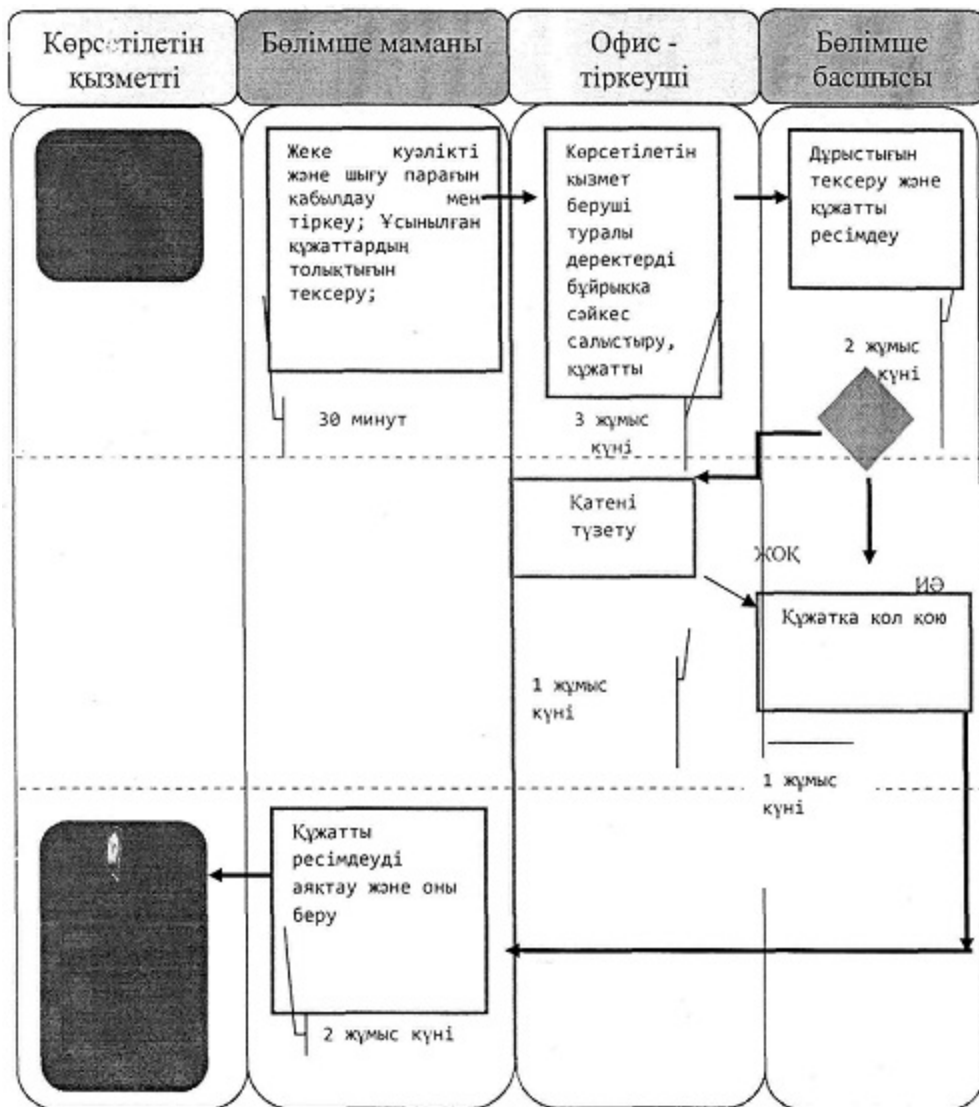 Көрсетілетін
қызметті
Бөлімше маманы
Офис -
тіркеуші
Бөлімше
басшысы
Жеке куәлікті
және шығу парағын
қабылдау мен
тіркеу; Ұсынылған
құжаттардың
толықтығын
тексеру;
30 минут
Көрсетілетін
қызмет
беруші
туралы
деректерді
бұйрыққа
сәйкес
салыстыру,
құжатты
3 жұмыс
күні
Дұрыстығын
тексеру және
құжатты
ресімдеу
2 жұмыс
күні
Қатені
түзету
ЖОҚ
ИӘ
Құжатка қол қою
1 жұмыс
күні
1 жұмыс
күні
Құжатты
ресімдеуді
аяқтау және оны
беру
2 жұмыс күні